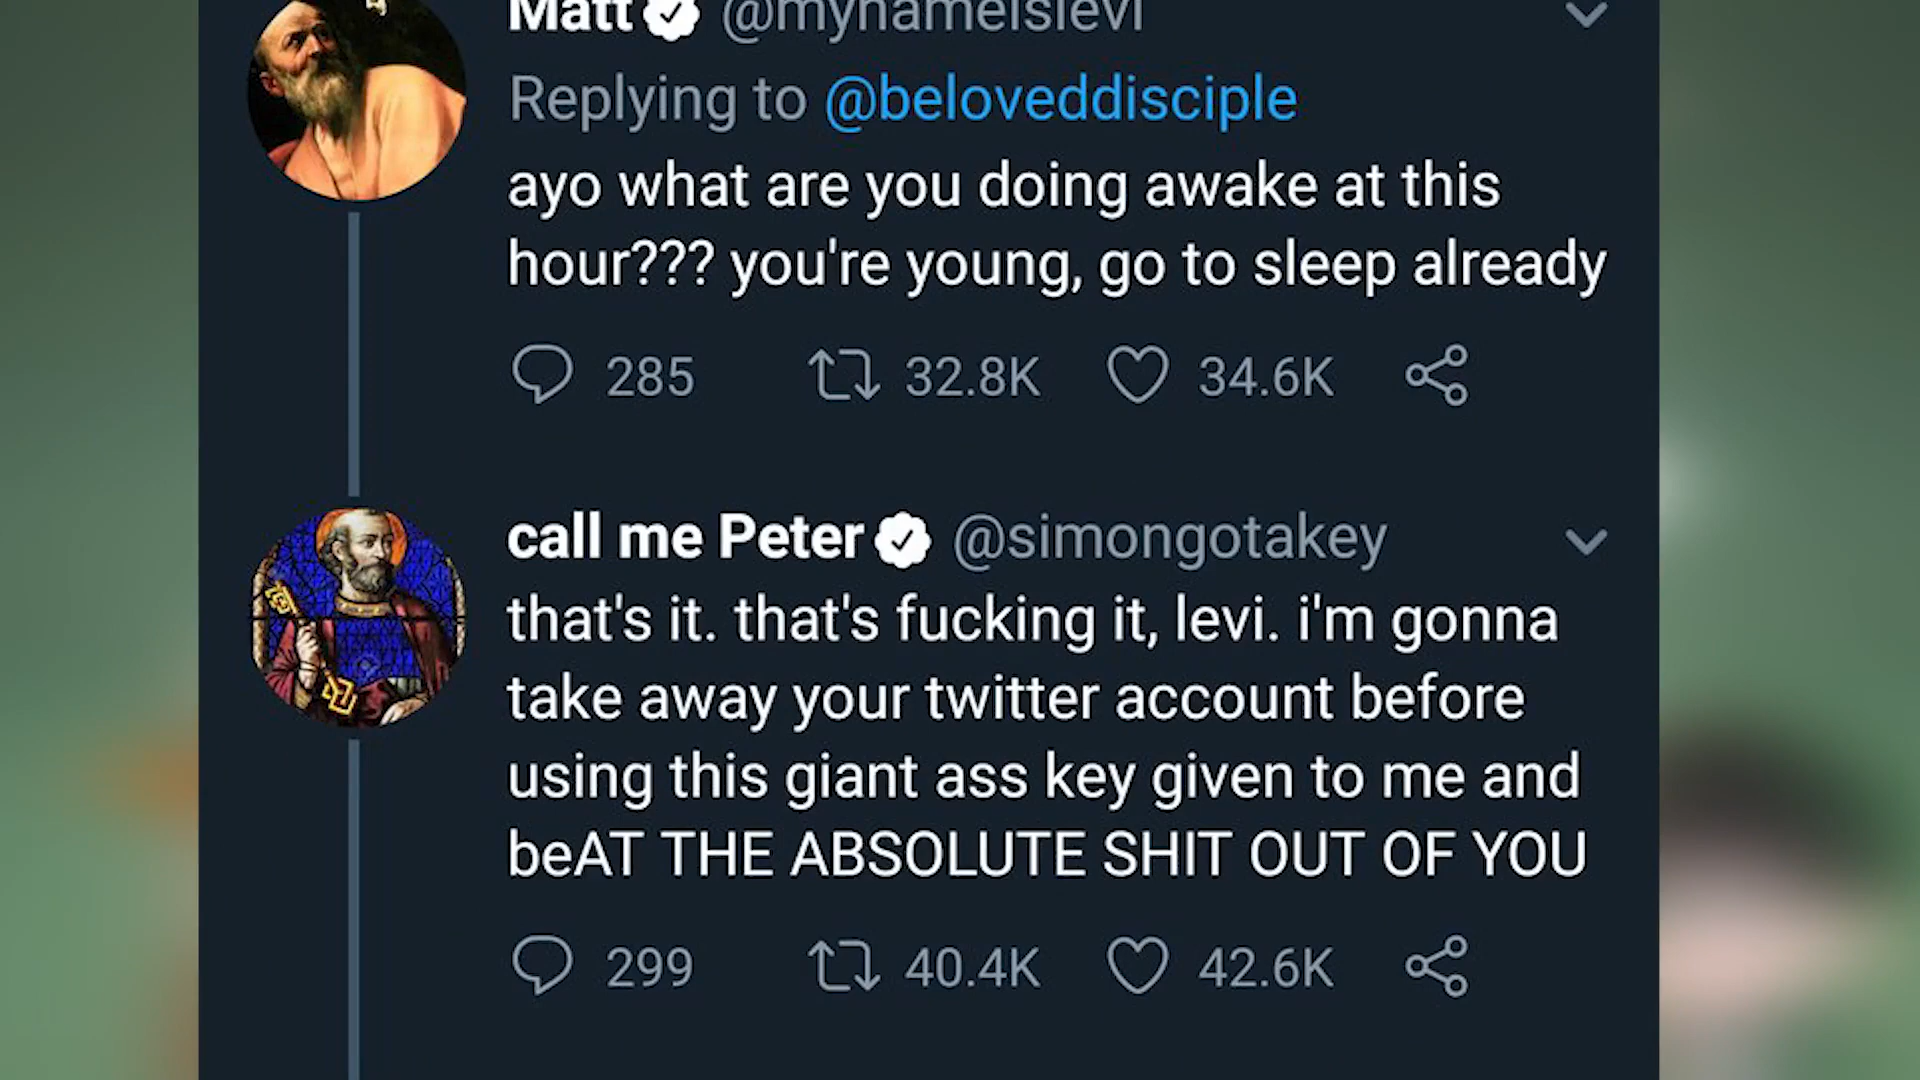 Matt @mynameislevi
Replying to @beloveddisciple
ayo what are you doing awake at this
hour??? you're young, go to sleep already
285 32.8K 34.6K
call me Peter @simongotakey
that's it. that's fucking it, levi. i'm gonna
take away your twitter account before
using this giant ass key given to me and
beAT THE ABSOLUTE SHIT OUT OF YOU
299 40.4K 42.6K